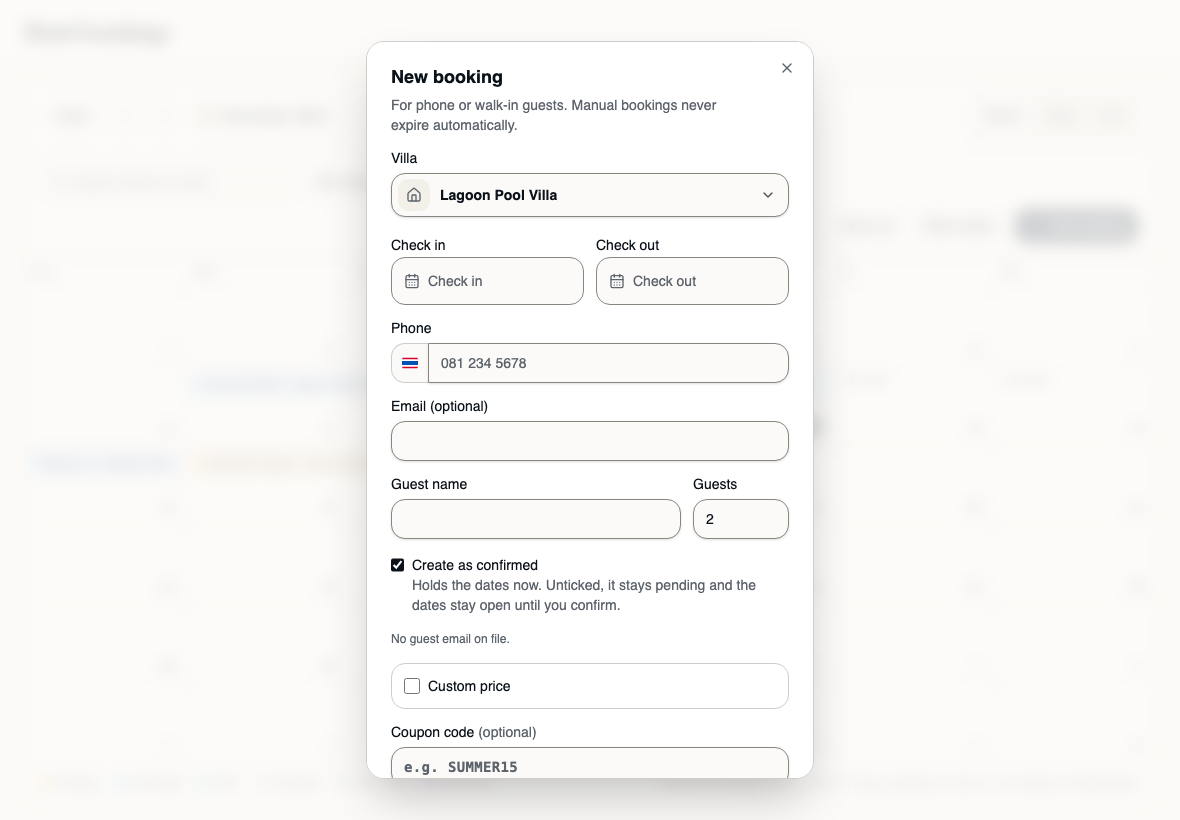 New booking
For phone or walk-in guests. Manual bookings never
expire automatically.
Villa
Lagoon Pool Villa
Check in
Check out
Check in
Check out
Phone
081 234 5678
Email (optional)
Guest name
Guests
2
Create as confirmed
Holds the dates now. Unticked, it stays pending and the
dates stay open until you confirm.
No guest email on file.
Custom price
Coupon code (optional)
e.g. SUMMER15